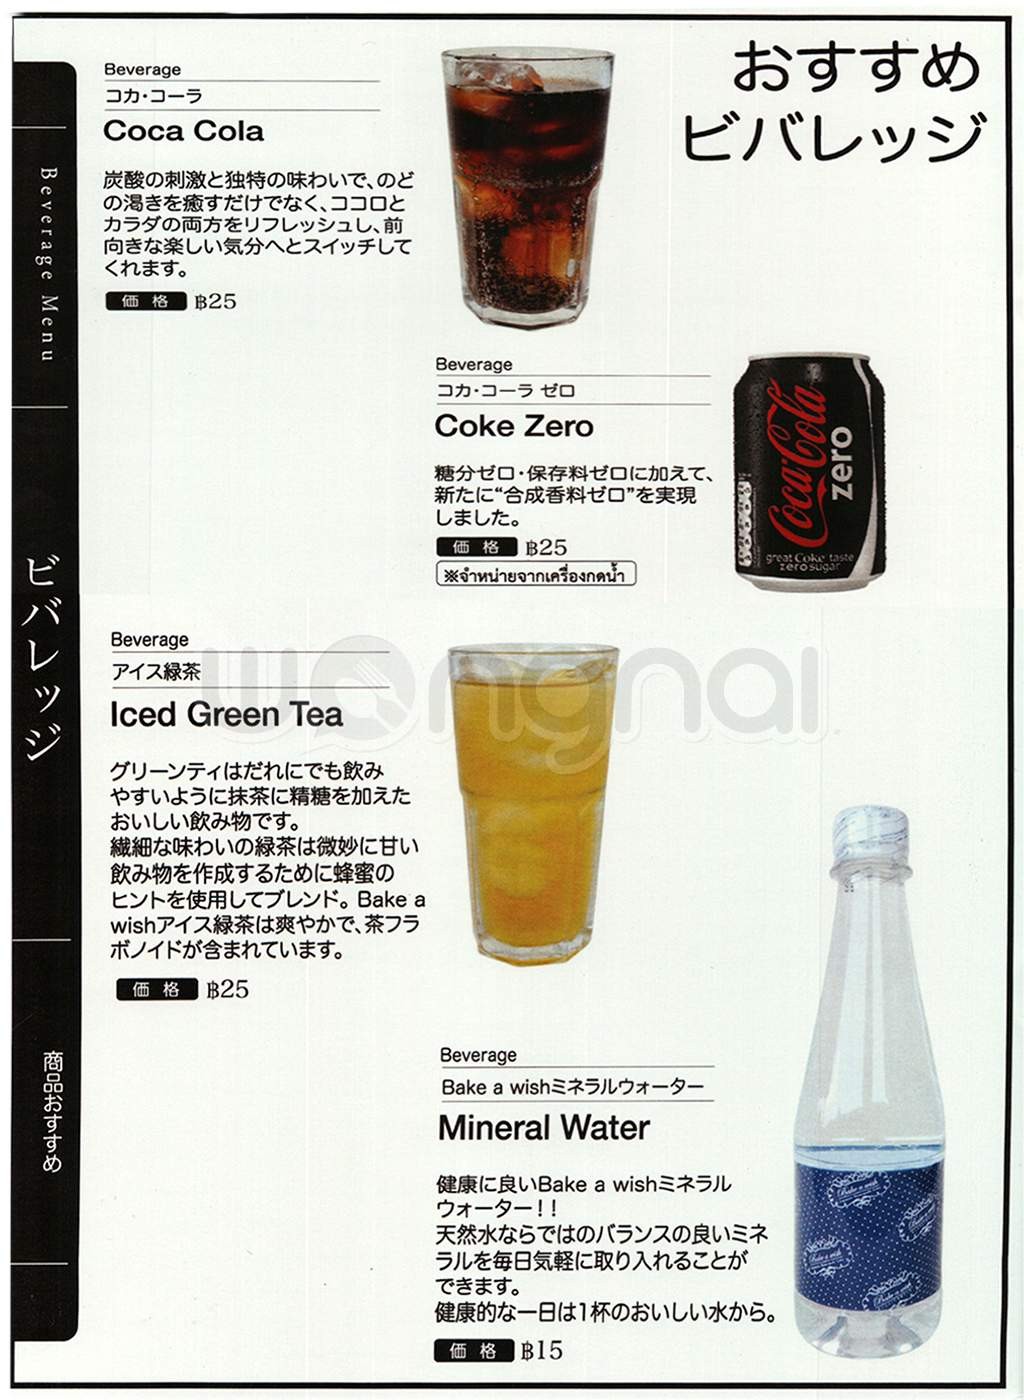 おすすめ
ビバレッジ
Beverage Menu
ビバレッジ
商品おすすめ
Beverage
コカ・コーラ
Coca Cola
炭酸の刺激と独特の味わいで、のど
の渇きを癒すだけでなく、ココロと
カラダの両方をリフレッシュし、前
向きな楽しい気分へとスイッチして
くれます。
価格 ฿25
Beverage
コカ・コーラ ゼロ
Coke Zero
糖分ゼロ・保存料ゼロに加えて、
新たに“合成香料ゼロ”を実現
しました。
価格 ฿25
※จำหน่ายจากเครื่องกดน้ำ
Coca-Cola
zero
great Coke taste
zero sugar
wongnai
Beverage
アイス緑茶
Iced Green Tea
グリーンティはだれにでも飲み
やすいように抹茶に精糖を加えた
おいしい飲み物です。
繊細な味わいの緑茶は微妙に甘い
飲み物を作成するために蜂蜜の
ヒントを使用してブレンド。Bake a
wishアイス緑茶は爽やかで、茶フラ
ボノイドが含まれています。
価格 ฿25
Beverage
Bake a wishミネラルウォーター
Mineral Water
健康に良いBake a wishミネラル
ウォーター！！
天然水ならではのバランスの良いミネ
ラルを毎日気軽に取り入れることが
できます。
健康的な一日は1杯のおいしい水から。
価格 ฿15
Bake a wish